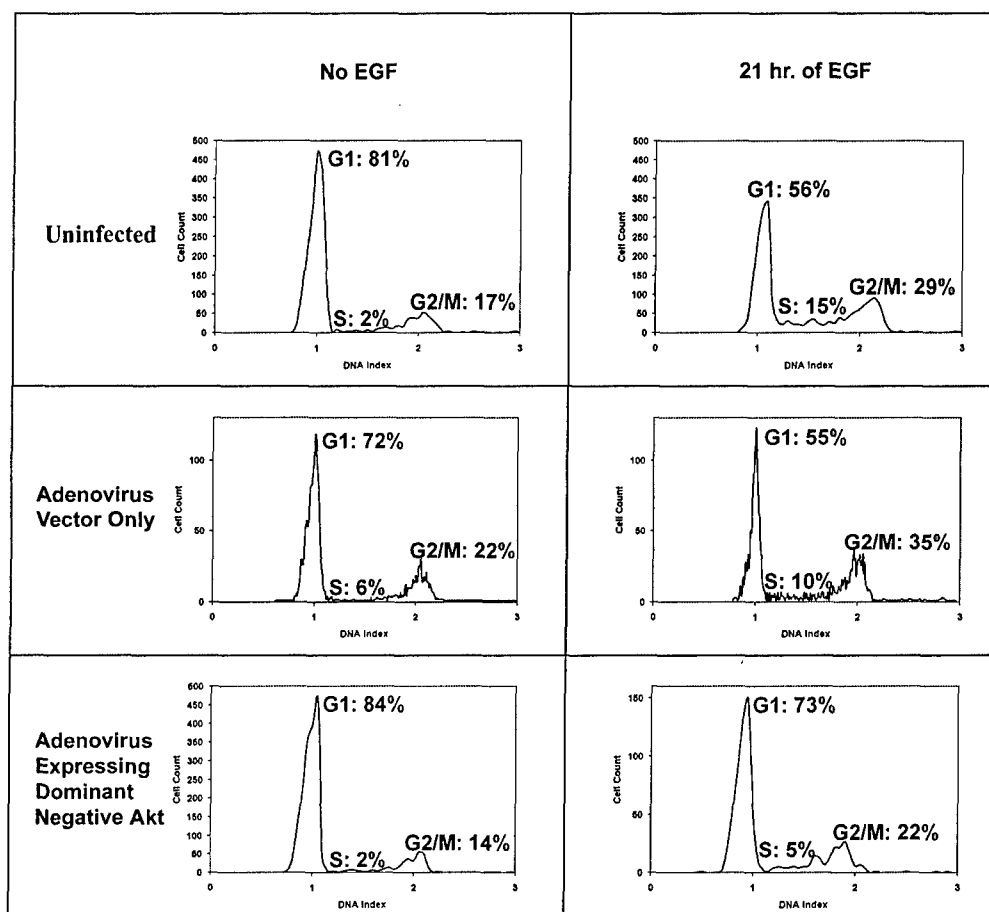 No EGF
21 hr. of EGF
Uninfected
500
450
400
350
300
250
200
150
100
50
0
Cell Count
G1: 81%
S: 2%
G2/M: 17%
1
2
3
DNA Index
500
450
400
350
300
250
200
150
100
50
0
Cell Count
G1: 56%
S: 15%
G2/M: 29%
0
1
2
3
DNA Index
Adenovirus
Vector Only
100
50
0
Cell Count
G1: 72%
S: 6%
G2/M: 22%
0
1
2
3
DNA Index
100
50
0
Cell Count
G1: 55%
S: 10%
G2/M: 35%
0
1
2
3
DNA Index
Adenovirus
Expressing
Dominant
Negative Akt
500
450
400
350
300
250
200
150
100
50
0
Cell Count
G1: 84%
S: 2%
G2/M: 14%
0
1
2
3
DNA Index
150
100
50
0
Cell Count
G1: 73%
S: 5%
G2/M: 22%
0
1
2
3
DNA Index